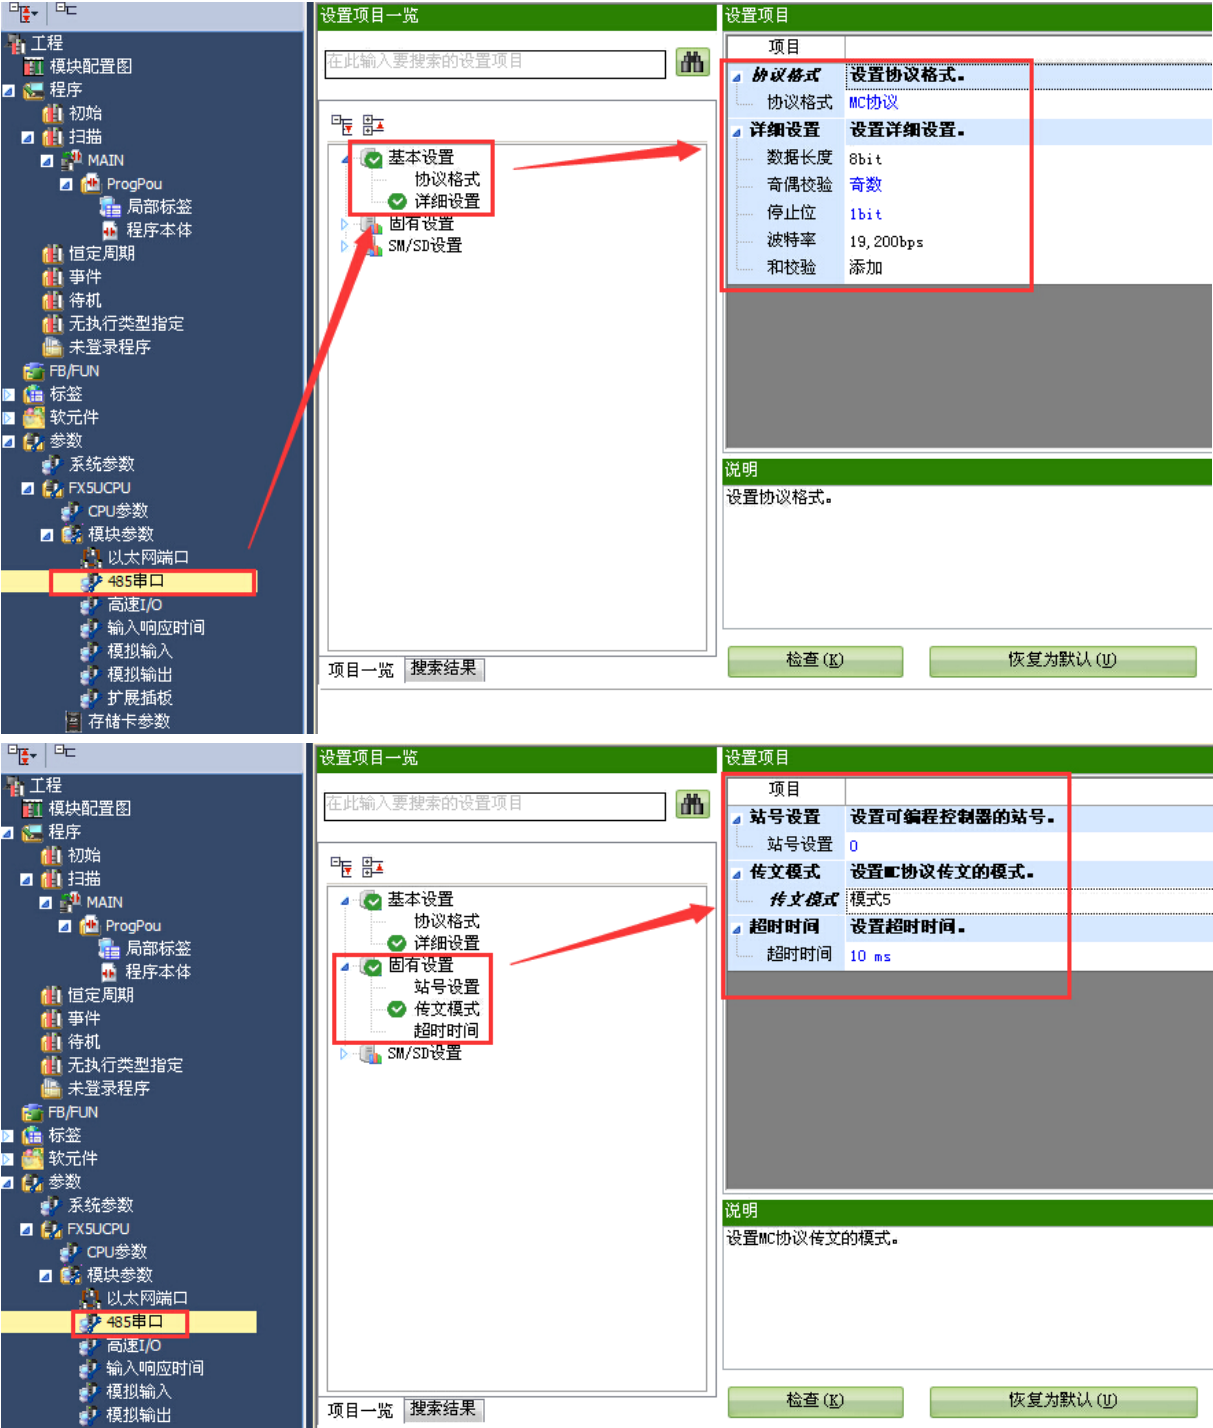 工程
模块配置图
程序
初始
扫描
MAIN
ProgPou
局部标签
程序本体
恒定周期
事件
待机
无执行类型指定
未登录程序
FB/FUN
标签
软元件
参数
系统参数
FX5UCPU
CPU参数
模块参数
以太网端口
485串口
高速I/O
输入响应时间
模拟输入
模拟输出
扩展插板
存储卡参数
设置项目一览
在此输入要搜索的设置项目
基本设置
协议格式
详细设置
固有设置
SM/SD设置
项目一览 搜索结果
设置项目
项目
协议格式 设置协议格式。
协议格式 MC协议
详细设置 设置详细设置。
数据长度 8bit
奇偶校验 奇数
停止位 1bit
波特率 19,200bps
和校验 添加
说明
设置协议格式。
检查(K) 恢复为默认(U)
工程
模块配置图
程序
初始
扫描
MAIN
ProgPou
局部标签
程序本体
恒定周期
事件
待机
无执行类型指定
未登录程序
FB/FUN
标签
软元件
参数
系统参数
FX5UCPU
CPU参数
模块参数
以太网端口
485串口
高速I/O
输入响应时间
模拟输入
模拟输出
设置项目一览
在此输入要搜索的设置项目
基本设置
协议格式
详细设置
固有设置
站号设置
传文模式
超时时间
SM/SD设置
项目一览 搜索结果
设置项目
项目
站号设置 设置可编程控制器的站号。
站号设置 0
传文模式 设置MC协议传文的模式。
传文模式 模式5
超时时间 设置超时时间。
超时时间 10 ms
说明
设置MC协议传文的模式。
检查(K) 恢复为默认(U)